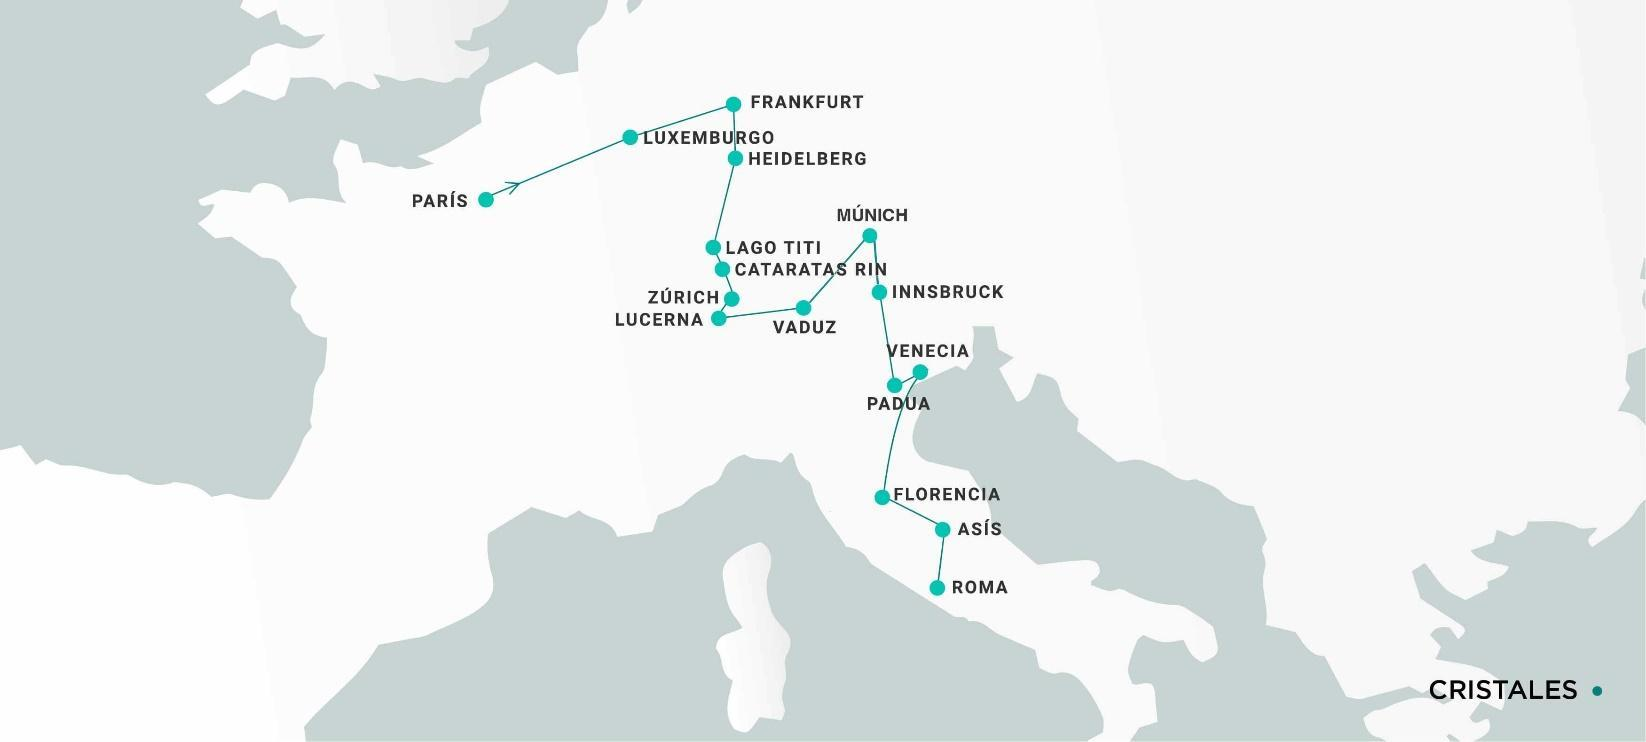 FRANKFURT
LUXEMBURGO
HEIDELBERG
PARÍS
MÚNICH
LAGO TITI
CATARATAS RIN
INNSBRUCK
ZÚRICH
LUCERNA
VADUZ
VENECIA
PADUA
FLORENCIA
ASÍS
ROMA
CRISTALES